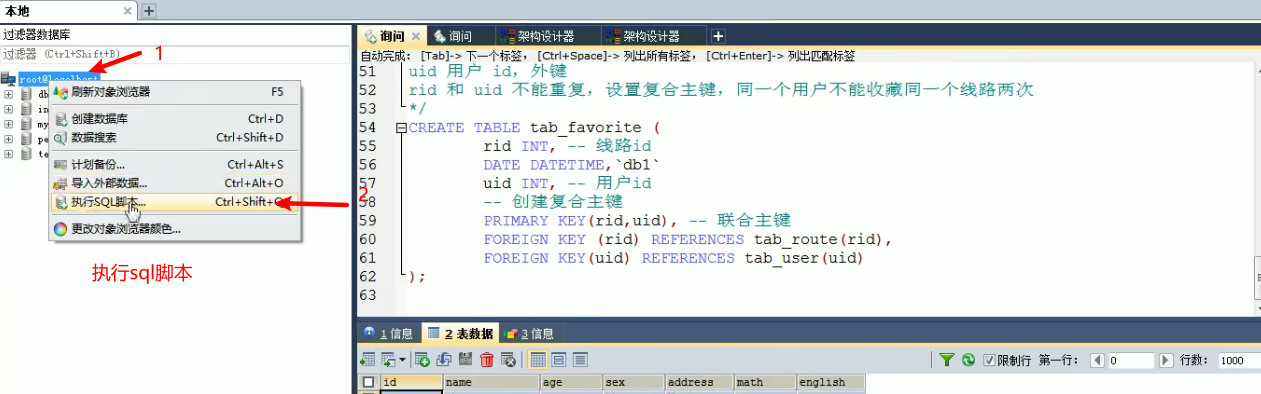 本地
过滤器数据库
过滤器 (Ctrl+Shift+B)
1
root@localhost
db
in
my
pe
te
刷新对象浏览器 F5
创建数据库 Ctrl+D
数据搜索 Ctrl+Shift+D
计划备份... Ctrl+Alt+S
导入外部数据... Ctrl+Alt+O
执行SQL脚本... Ctrl+Shift+Q
更改对象浏览器颜色...
2
执行sql脚本
询问 询问 架构设计器 架构设计器
自动完成: [Tab]-> 下一个标签, [Ctrl+Space]-> 列出所有标签, [Ctrl+Enter]-> 列出匹配标签
51 uid 用户 id，外键
52 rid 和 uid 不能重复，设置复合主键，同一个用户不能收藏同一个线路两次
53 */
54 CREATE TABLE tab_favorite (
55 rid INT, -- 线路id
56 DATE DATETIME,`db1`
57 uid INT, -- 用户id
58 -- 创建复合主键
59 PRIMARY KEY(rid,uid), -- 联合主键
60 FOREIGN KEY (rid) REFERENCES tab_route(rid),
61 FOREIGN KEY(uid) REFERENCES tab_user(uid)
62 );
63
1 信息 2 表数据 3 信息
限制行 第一行: 0 行数: 1000
id name age sex address math english